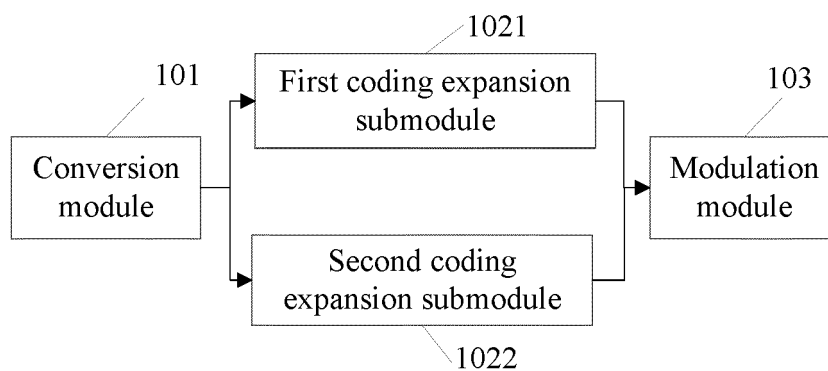 1021
101
First coding expansion
submodule
103
Conversion
module
Modulation
module
Second coding
expansion submodule
1022